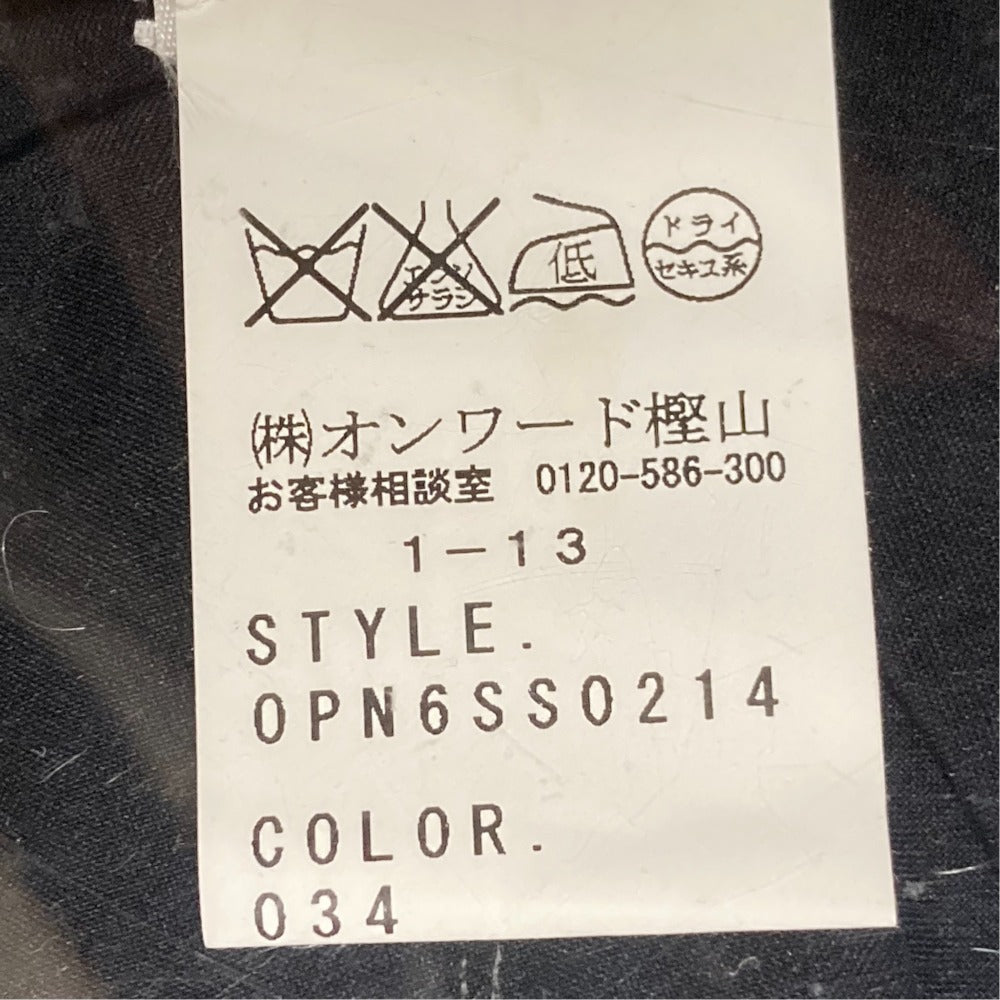 エンソ
サラシ
低
ドライ
セキユ系
(株)オンワード樫山
お客様相談室 0120-586-300
1-13
STYLE.
OPN6SS0214
COLOR.
034